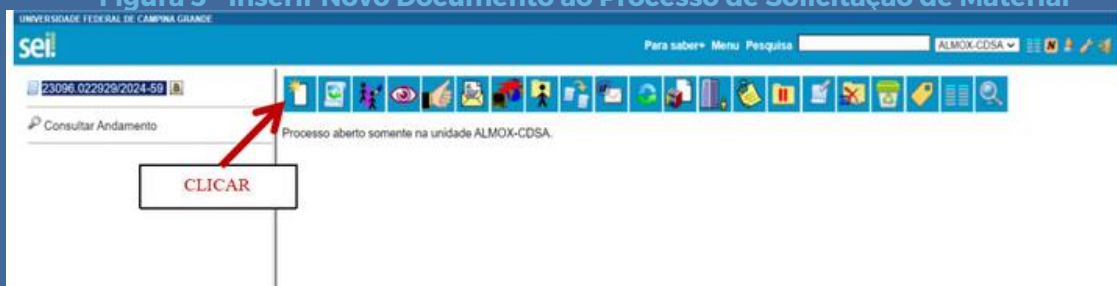 Figura 3 - Inserir Novo Documento ao Processo de Solicitação de Material
UNIVERSIDADE FEDERAL DE CAMPINA GRANDE
sei!
Para saber+ Menu Pesquisa
ALMOX-CDSA
23096.022929/2024-59
Consultar Andamento
Processo aberto somente na unidade ALMOX-CDSA.
CLICAR